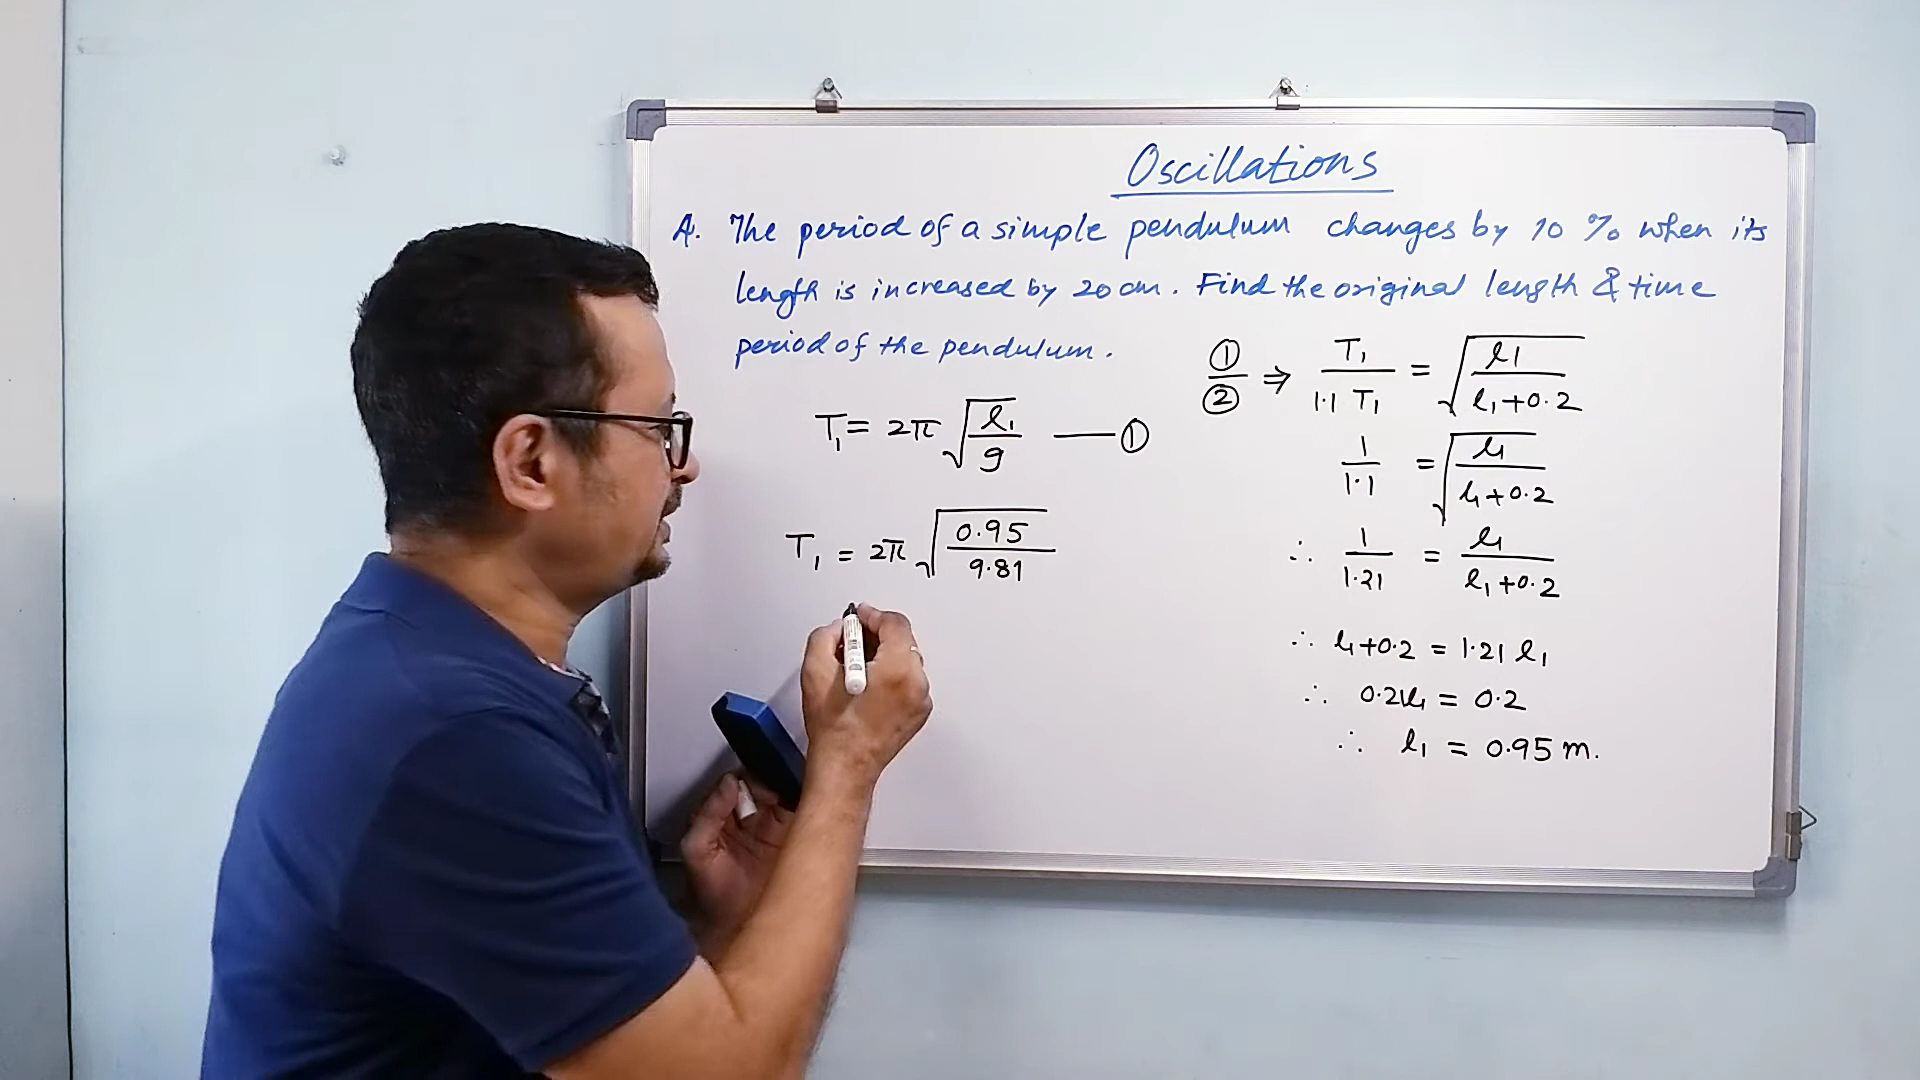 Oscillations
A. The period of a simple pendulum changes by 10 % when its
length is increased by 20 cm. Find the original length & time
period of the pendulum.
T₁ = 2π √(l₁/g) —— ①
T₁ = 2π √(0.95/9.81)
①/② ⇒ T₁/1.1 T₁ = √(l1/l₁+0.2)
1/1.1 = √(l₁/l₁+0.2)
∴ 1/1.21 = l₁/l₁+0.2
∴ l₁+0.2 = 1.21 l₁
∴ 0.21l₁ = 0.2
∴ l₁ = 0.95 m.